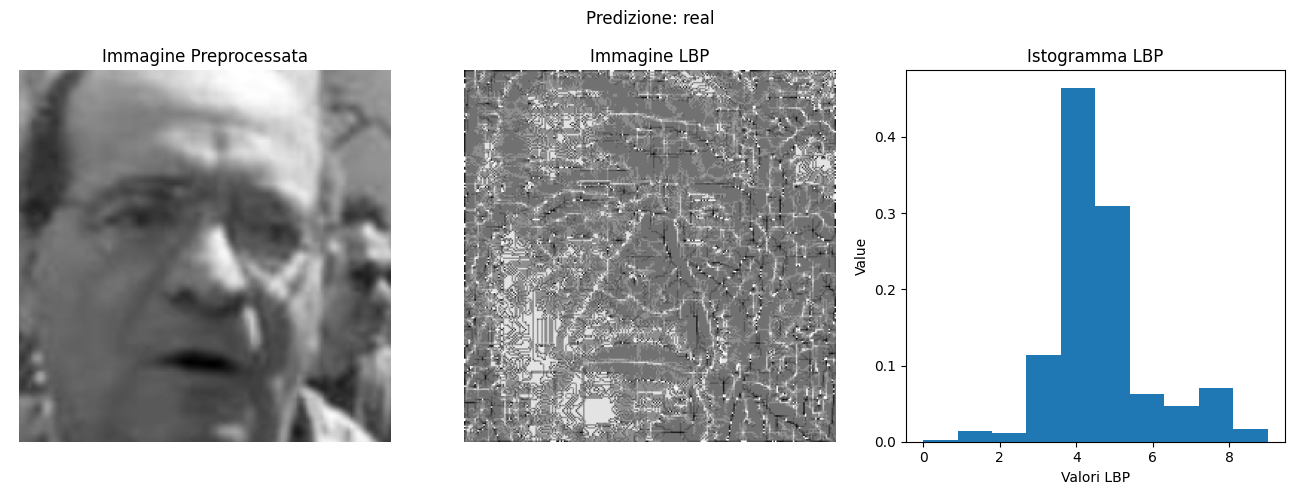 Predizione: real
Immagine Preprocessata
Immagine LBP
Istogramma LBP
Value
0.4
0.3
0.2
0.1
0.0
0 2 4 6 8
Valori LBP